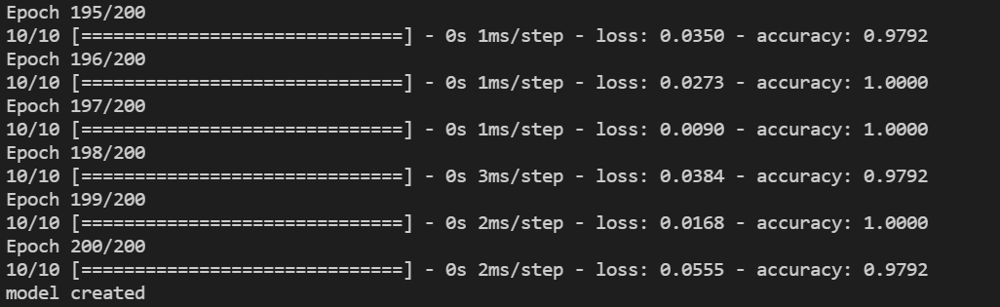 Epoch 195/200
10/10 [==============================] - 0s 1ms/step - loss: 0.0350 - accuracy: 0.9792
Epoch 196/200
10/10 [==============================] - 0s 1ms/step - loss: 0.0273 - accuracy: 1.0000
Epoch 197/200
10/10 [==============================] - 0s 1ms/step - loss: 0.0090 - accuracy: 1.0000
Epoch 198/200
10/10 [==============================] - 0s 3ms/step - loss: 0.0384 - accuracy: 0.9792
Epoch 199/200
10/10 [==============================] - 0s 2ms/step - loss: 0.0168 - accuracy: 1.0000
Epoch 200/200
10/10 [==============================] - 0s 2ms/step - loss: 0.0555 - accuracy: 0.9792
model created